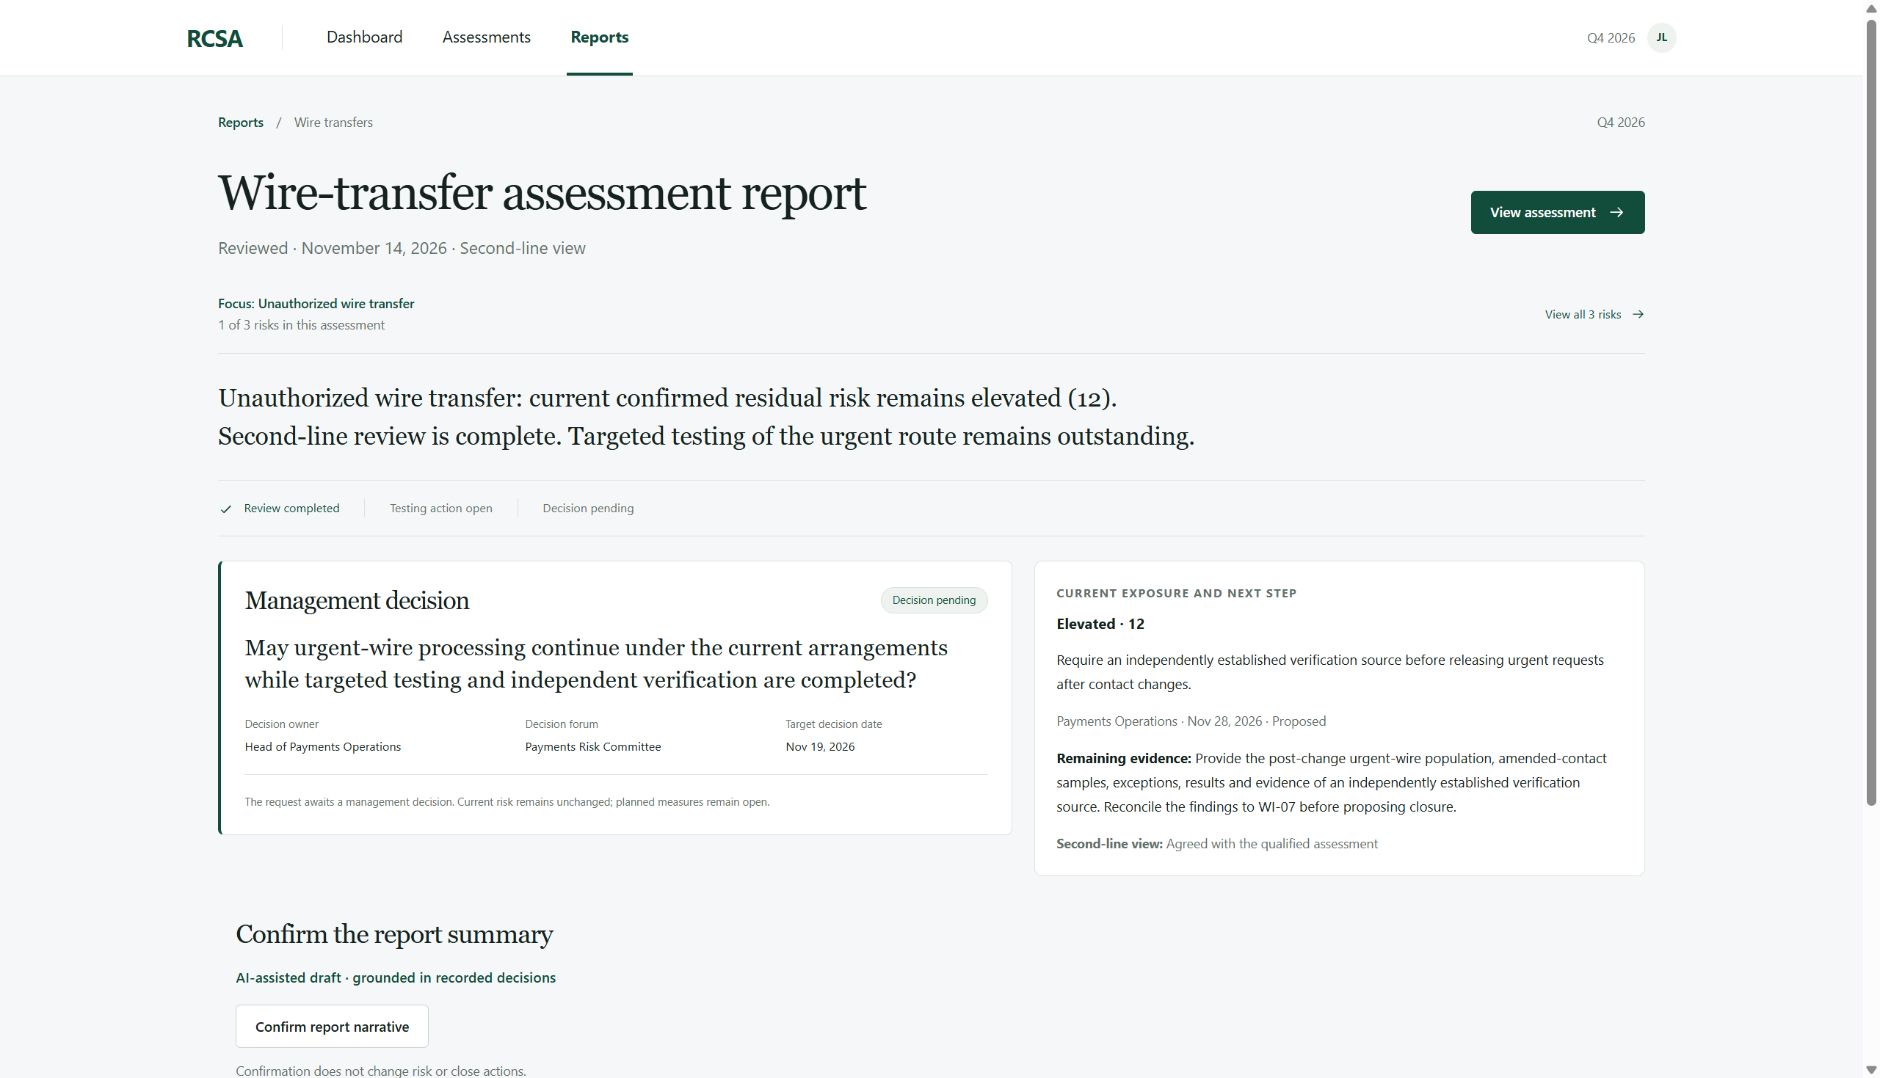 RCSA
Dashboard
Assessments
Reports
Q4 2026
JL
Reports / Wire transfers
Q4 2026
Wire-transfer assessment report
View assessment →
Reviewed · November 14, 2026 · Second-line view
Focus: Unauthorized wire transfer
1 of 3 risks in this assessment
View all 3 risks →
Unauthorized wire transfer: current confirmed residual risk remains elevated (12).
Second-line review is complete. Targeted testing of the urgent route remains outstanding.
✓ Review completed
Testing action open
Decision pending
Management decision
Decision pending
May urgent-wire processing continue under the current arrangements
while targeted testing and independent verification are completed?
Decision owner
Head of Payments Operations
Decision forum
Payments Risk Committee
Target decision date
Nov 19, 2026
The request awaits a management decision. Current risk remains unchanged; planned measures remain open.
CURRENT EXPOSURE AND NEXT STEP
Elevated · 12
Require an independently established verification source before releasing urgent requests
after contact changes.
Payments Operations · Nov 28, 2026 · Proposed
Remaining evidence: Provide the post-change urgent-wire population, amended-contact
samples, exceptions, results and evidence of an independently established verification
source. Reconcile the findings to WI-07 before proposing closure.
Second-line view: Agreed with the qualified assessment
Confirm the report summary
AI-assisted draft · grounded in recorded decisions
Confirm report narrative
Confirmation does not change risk or close actions.